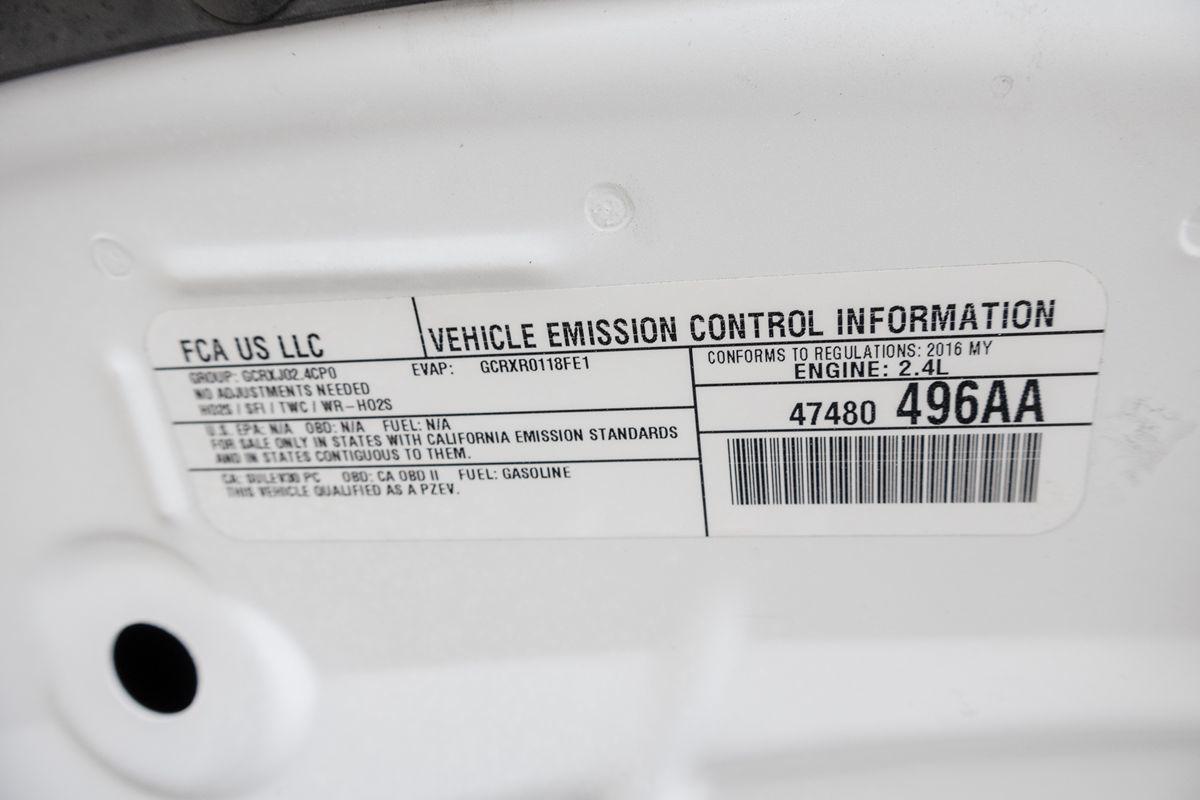 FCA US LLC
VEHICLE EMISSION CONTROL INFORMATION
GROUP: GCRXJ02.4CP0 EVAP: GCRXR0118FE1
NO ADJUSTMENTS NEEDED
HO2S / SFI / TWC / WR-HO2S
U.S. EPA: N/A OBD: N/A FUEL: N/A
FOR SALE ONLY IN STATES WITH CALIFORNIA EMISSION STANDARDS
AND IN STATES CONTIGUOUS TO THEM.
CA: SULEV30 PC OBD: CA OBD II FUEL: GASOLINE
THIS VEHICLE QUALIFIED AS A PZEV.
CONFORMS TO REGULATIONS: 2016 MY
ENGINE: 2.4L
47480 496AA